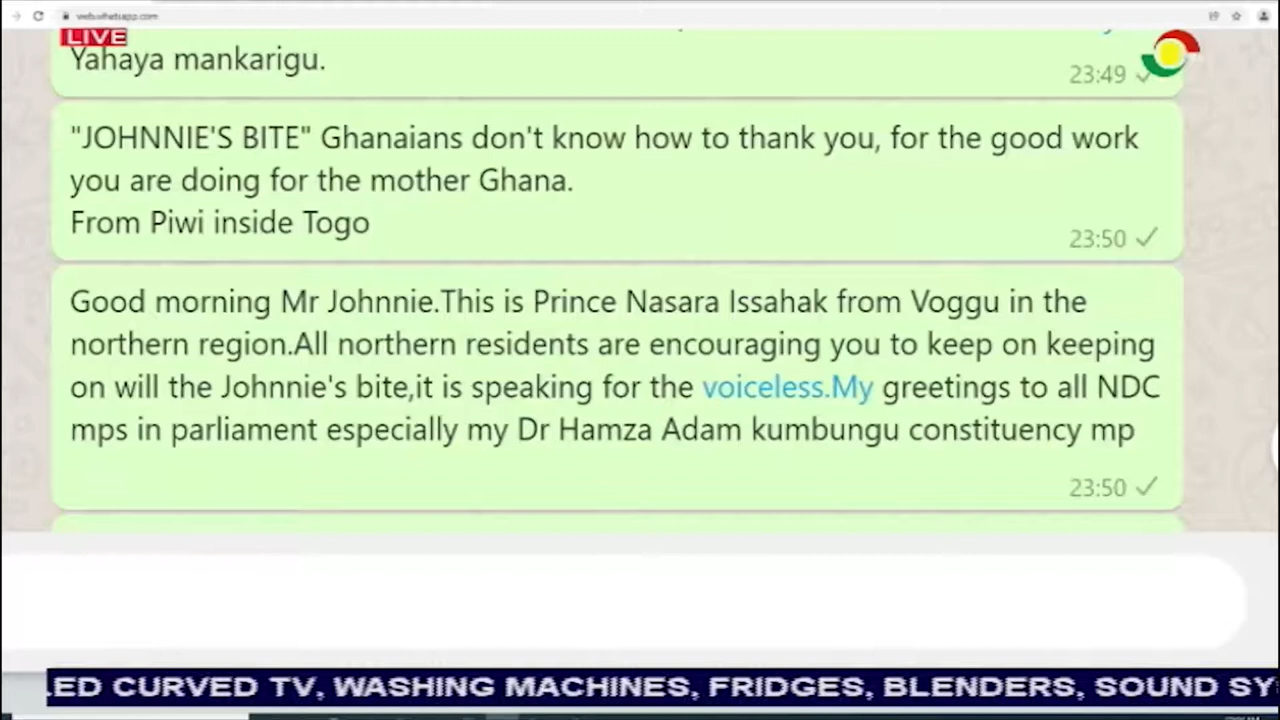 web.whatsapp.com
LIVE
Yahaya mankarigu.
23:49
"JOHNNIE'S BITE" Ghanaians don't know how to thank you, for the good work
you are doing for the mother Ghana.
From Piwi inside Togo
23:50
Good morning Mr Johnnie.This is Prince Nasara Issahak from Voggu in the
northern region.All northern residents are encouraging you to keep on keeping
on will the Johnnie's bite,it is speaking for the voiceless.My greetings to all NDC
mps in parliament especially my Dr Hamza Adam kumbungu constituency mp
23:50
LED CURVED TV, WASHING MACHINES, FRIDGES, BLENDERS, SOUND SY